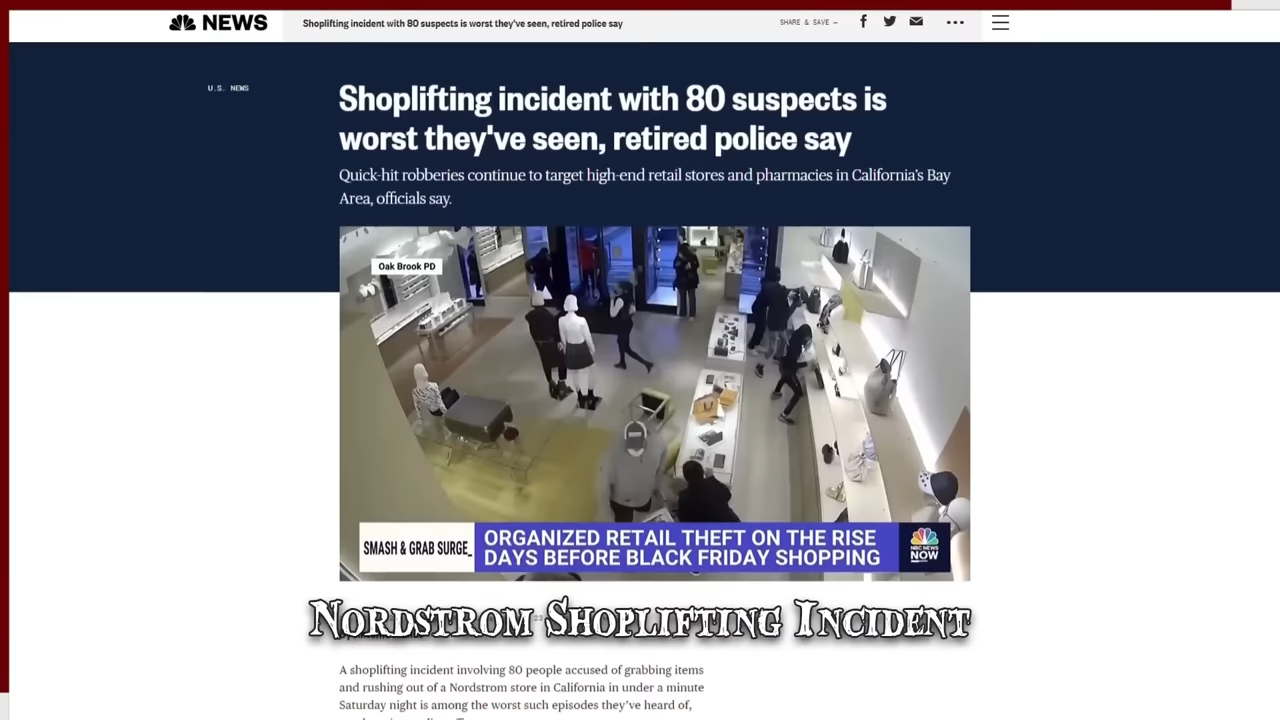 NEWS
Shoplifting incident with 80 suspects is worst they've seen, retired police say
SHARE & SAVE —
U.S. NEWS
Shoplifting incident with 80 suspects is
worst they've seen, retired police say
Quick-hit robberies continue to target high-end retail stores and pharmacies in California's Bay
Area, officials say.
Oak Brook PD
SMASH & GRAB SURGE_
ORGANIZED RETAIL THEFT ON THE RISE
DAYS BEFORE BLACK FRIDAY SHOPPING
NBC NEWS
NOW
Nordstrom Shoplifting Incident
A shoplifting incident involving 80 people accused of grabbing items
and rushing out of a Nordstrom store in California in under a minute
Saturday night is among the worst such episodes they've heard of,